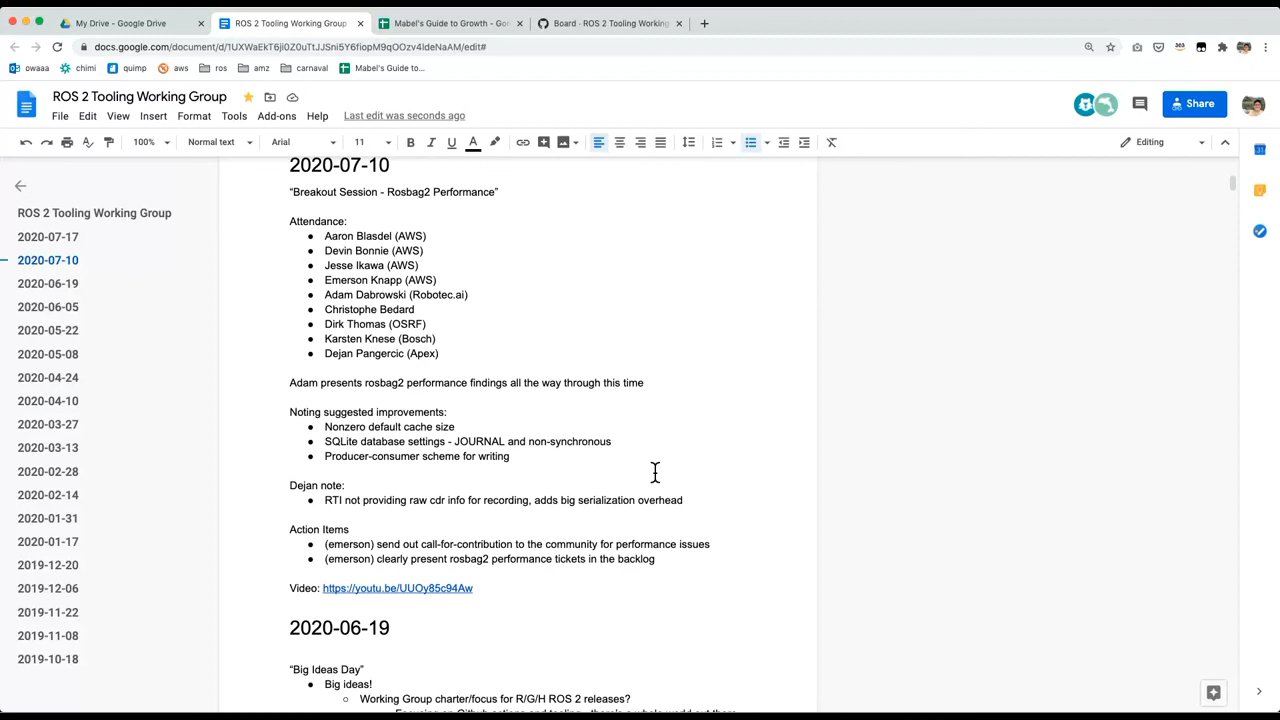 My Drive - Google Drive
ROS 2 Tooling Working Group
Mabel's Guide to Growth - Go
Board · ROS 2 Tooling Working
docs.google.com/document/d/1UXWaEkT6ji0Z0uTtJJSni5Y6fiopM9qOOzv4IdeNaAM/edit#
owaaa
chimi
quimp
aws
ros
amz
carnaval
Mabel's Guide to...
ROS 2 Tooling Working Group
File Edit View Insert Format Tools Add-ons Help Last edit was seconds ago
Share
100% Normal text Arial 11 B I U A Editing
ROS 2 Tooling Working Group
2020-07-17
2020-07-10
2020-06-19
2020-06-05
2020-05-22
2020-05-08
2020-04-24
2020-04-10
2020-03-27
2020-03-13
2020-02-28
2020-02-14
2020-01-31
2020-01-17
2019-12-20
2019-12-06
2019-11-22
2019-11-08
2019-10-18
2020-07-10
“Breakout Session - Rosbag2 Performance”
Attendance:
● Aaron Blasdel (AWS)
● Devin Bonnie (AWS)
● Jesse Ikawa (AWS)
● Emerson Knapp (AWS)
● Adam Dabrowski (Robotec.ai)
● Christophe Bedard
● Dirk Thomas (OSRF)
● Karsten Knese (Bosch)
● Dejan Pangercic (Apex)
Adam presents rosbag2 performance findings all the way through this time
Noting suggested improvements:
● Nonzero default cache size
● SQLite database settings - JOURNAL and non-synchronous
● Producer-consumer scheme for writing
Dejan note:
● RTI not providing raw cdr info for recording, adds big serialization overhead
Action Items
● (emerson) send out call-for-contribution to the community for performance issues
● (emerson) clearly present rosbag2 performance tickets in the backlog
Video: https://youtu.be/UUOy85c94Aw
2020-06-19
“Big Ideas Day”
● Big ideas!
○ Working Group charter/focus for R/G/H ROS 2 releases?